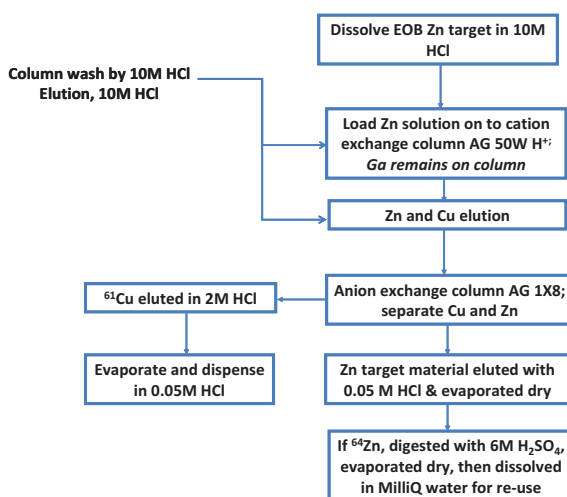 Dissolve EOB Zn target in 10M
HCl
Column wash by 10M HCl
Elution, 10M HCl
Load Zn solution on to cation
exchange column AG 50W H⁺;
Ga remains on column
Zn and Cu elution
⁶¹Cu eluted in 2M HCl
Anion exchange column AG 1X8;
separate Cu and Zn
Evaporate and dispense
in 0.05M HCl
Zn target material eluted with
0.05 M HCl & evaporated dry
If ⁶⁴Zn, digested with 6M H₂SO₄,
evaporated dry, then dissolved
in MilliQ water for re-use